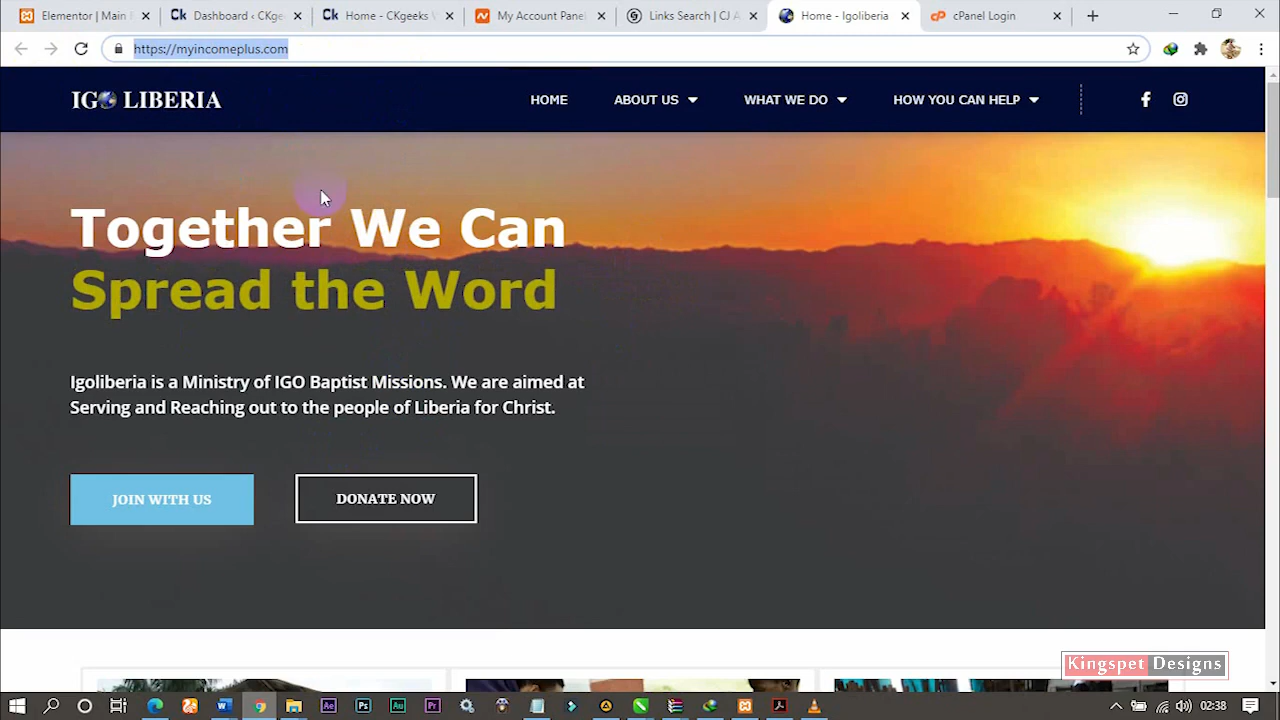 Elementor | Main
Dashboard ‹ CKge
Home - CKgeeks
My Account Pane
Links Search | CJ A
Home - Igoliberia
cPanel Login
https://myincomeplus.com
IGO LIBERIA
HOME
ABOUT US
WHAT WE DO
HOW YOU CAN HELP
Together We Can
Spread the Word
Igoliberia is a Ministry of IGO Baptist Missions. We are aimed at
Serving and Reaching out to the people of Liberia for Christ.
JOIN WITH US
DONATE NOW
Kingspet Designs
02:38